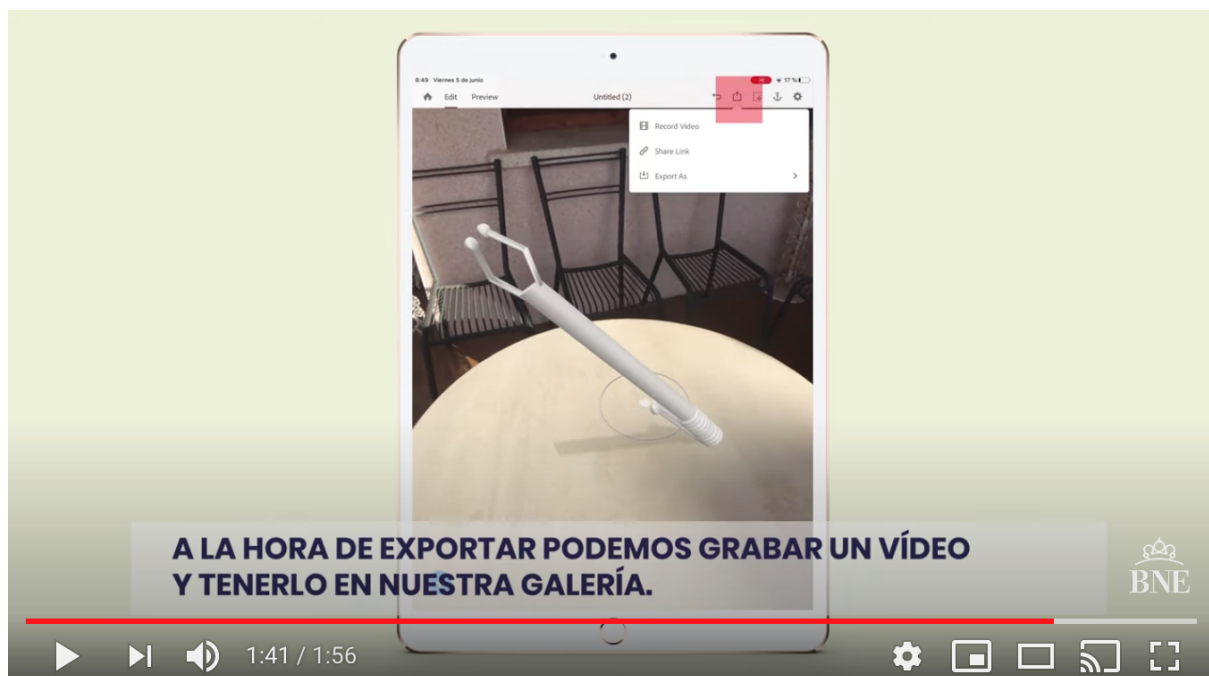 8:49 Viernes 5 de junio
17 %
Edit Preview Untitled (2)
Record Video
Share Link
Export As
A LA HORA DE EXPORTAR PODEMOS GRABAR UN VÍDEO
Y TENERLO EN NUESTRA GALERÍA.
BNE
1:41 / 1:56